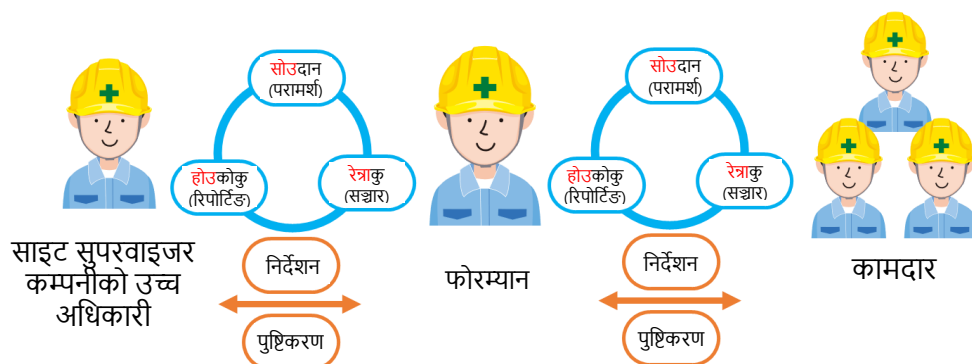 सोउदान
(परामर्श)
होउकोकु
(रिपोर्टिङ)
रेन्राकु
(सञ्चार)
साइट सुपरवाइजर
कम्पनीको उच्च
अधिकारी
निर्देशन
पुष्टिकरण
फोरम्यान
सोउदान
(परामर्श)
होउकोकु
(रिपोर्टिङ)
रेन्राकु
(सञ्चार)
निर्देशन
पुष्टिकरण
कामदार